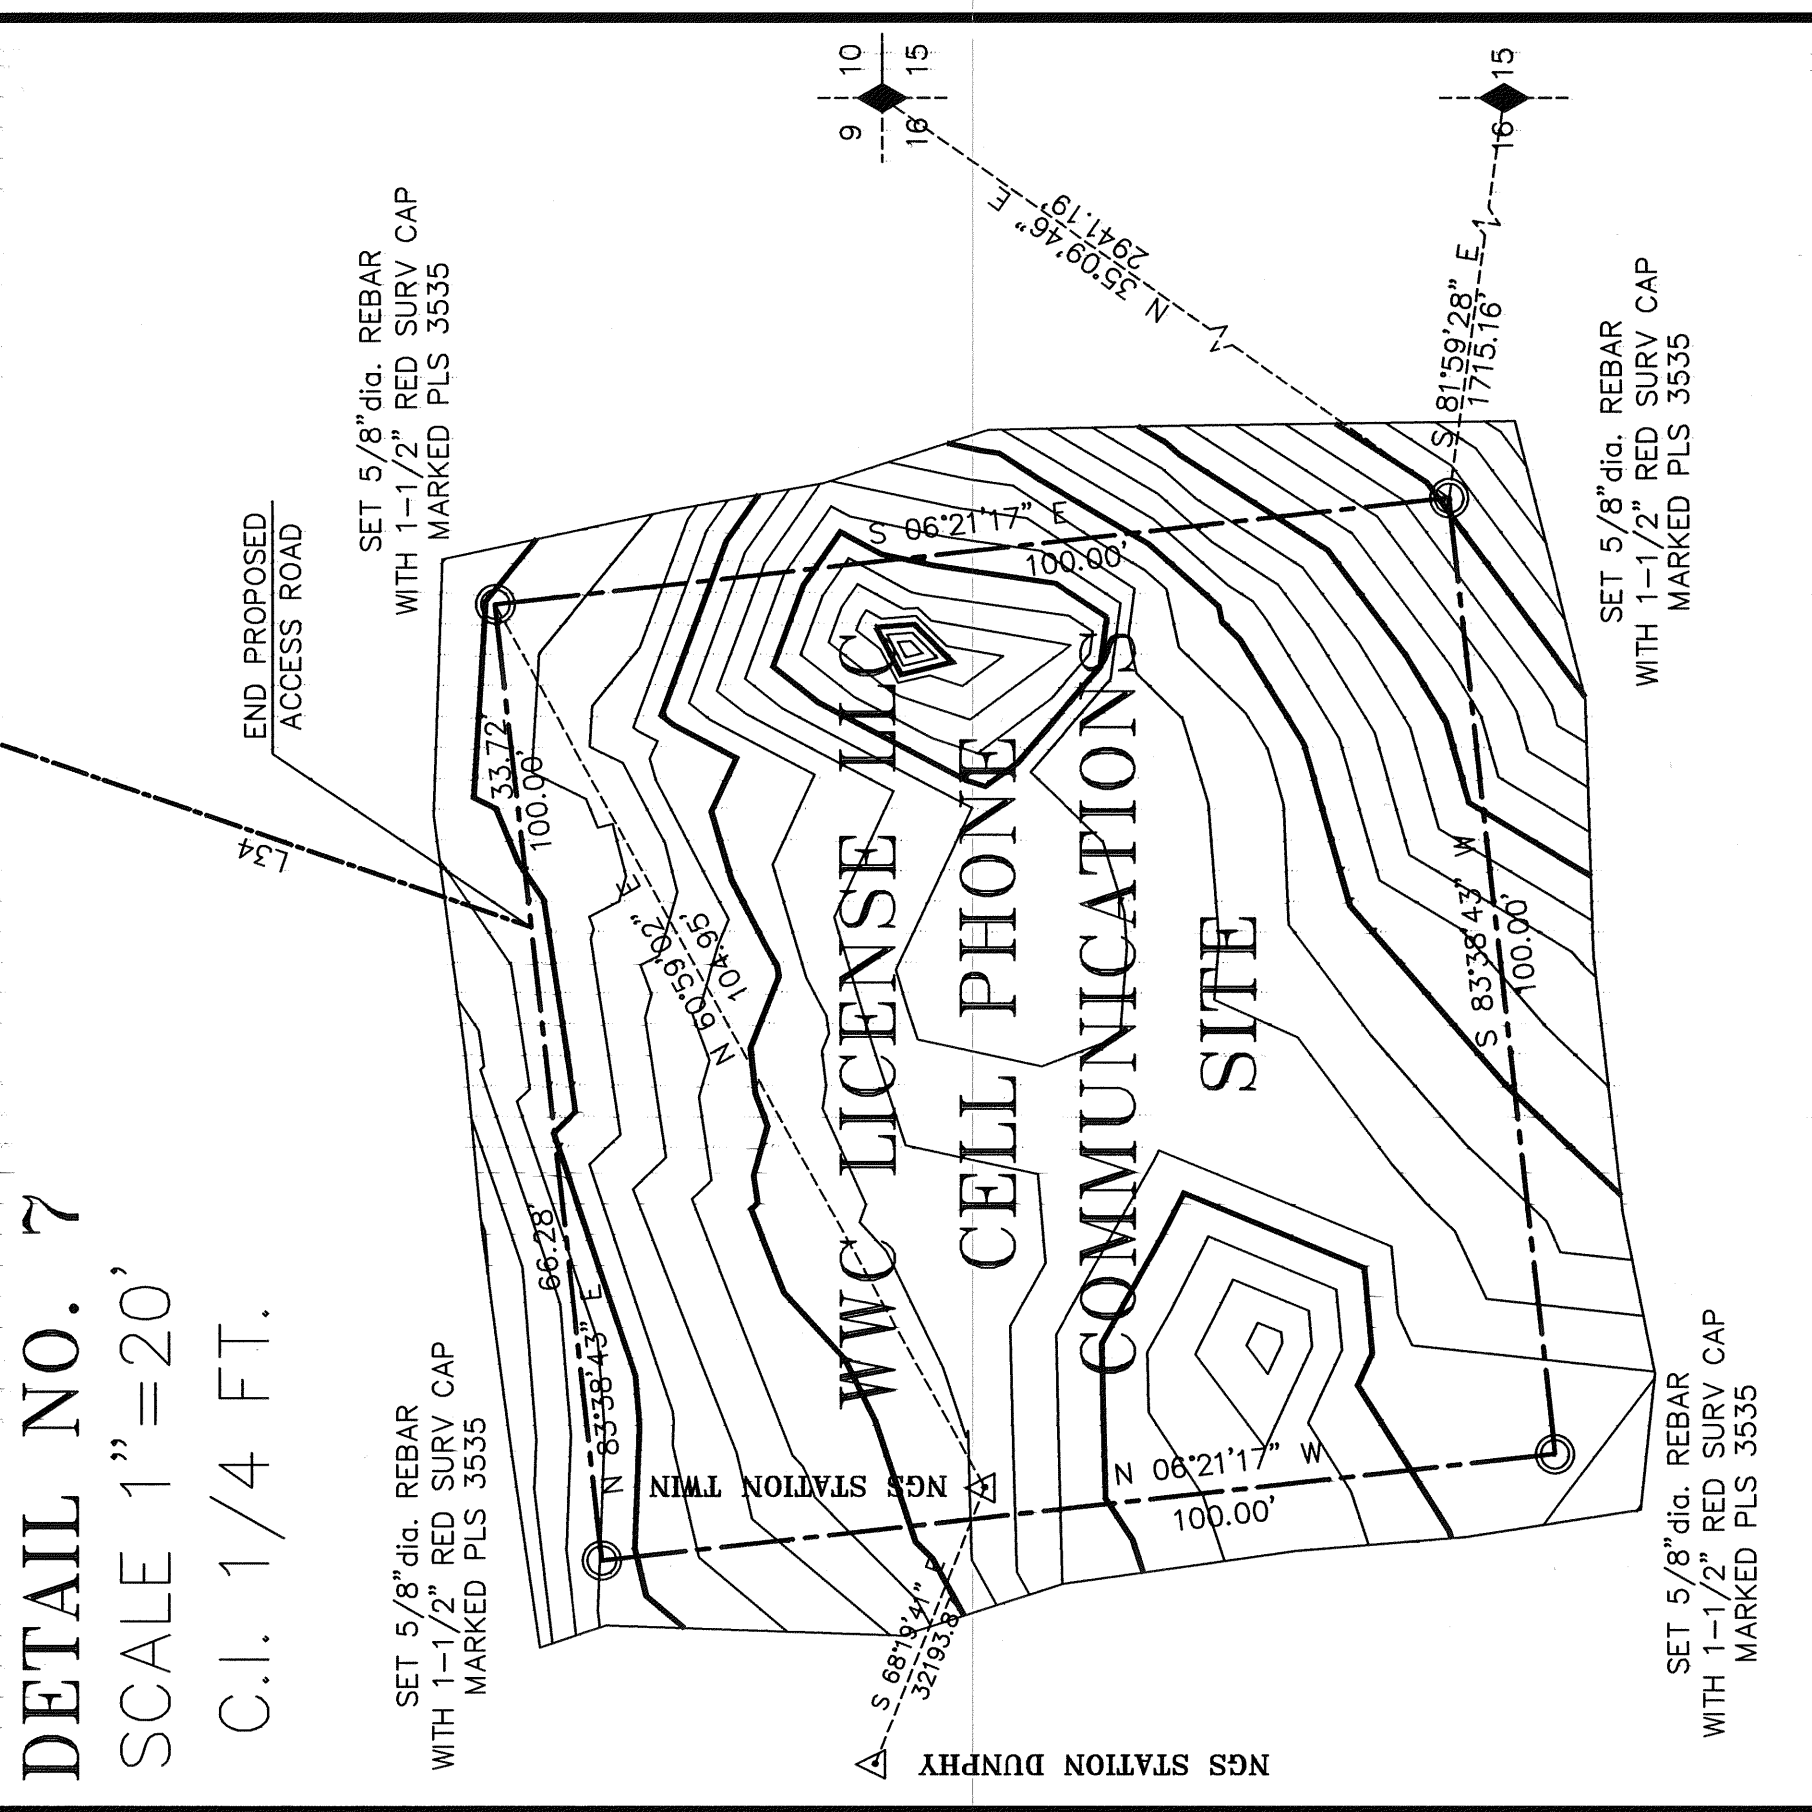 DETAIL NO. 7
SCALE 1"=20'
C.I. 1/4 FT.
END PROPOSED
ACCESS ROAD
L34
SET 5/8"dia. REBAR
WITH 1-1/2" RED SURV CAP
MARKED PLS 3535
SET 5/8"dia. REBAR
WITH 1-1/2" RED SURV CAP
MARKED PLS 3535
N 83°38'43" E
66.28'
33.72'
100.00'
N 60°59'02" E
104.95'
NGS STATION TWIN
S 68°19'41" E
32193.8'
NGS STATION DUNPHY
WWC LICENSE LLC
CELL PHONE
COMMUNICATIONS
SITE
S 06°21'17" E
100.00'
N 06°21'17" W
100.00'
S 83°38'43" W
100.00'
9 10
16 15
N 35°09'46" E
2941.19'
S 81°59'28" E
1715.16'
16 15
SET 5/8"dia. REBAR
WITH 1-1/2" RED SURV CAP
MARKED PLS 3535
SET 5/8"dia. REBAR
WITH 1-1/2" RED SURV CAP
MARKED PLS 3535